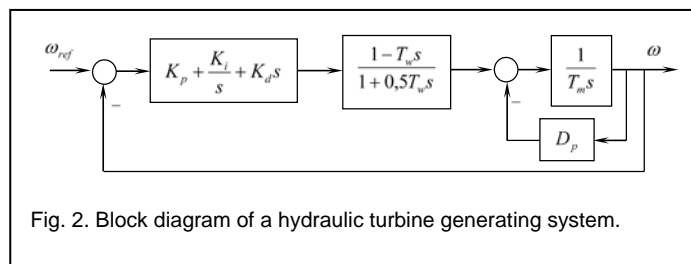 ω_ref
K_p + K_i/s + K_d s
(1 − T_w s)/(1 + 0,5T_w s)
1/(T_m s)
ω
−
−
D_p
Fig. 2. Block diagram of a hydraulic turbine generating system.